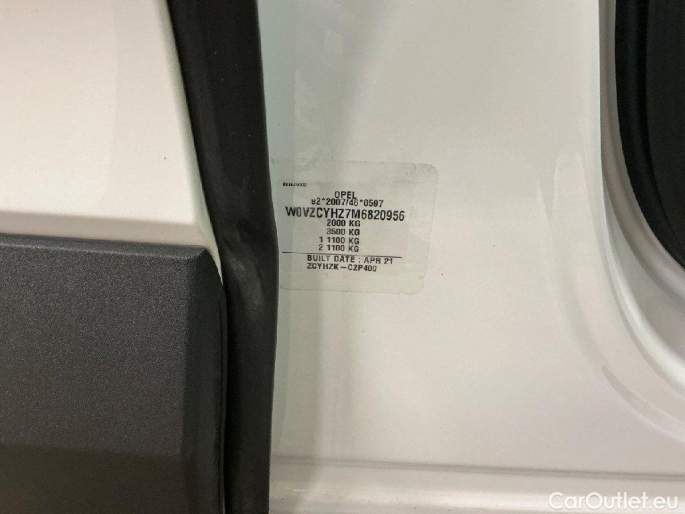 OPEL
e2*2007/46*0597
W0VZCYHZ7M6820956
2000 KG
3500 KG
1 1100 KG
2 1100 KG
BUILT DATE : APR 21
ZCYHZK-CZP400
CarOutlet.eu